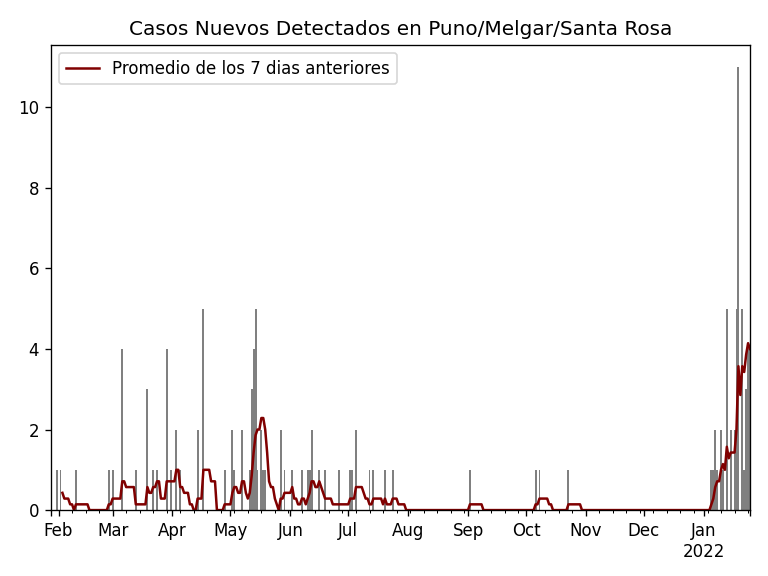 Casos Nuevos Detectados en Puno/Melgar/Santa Rosa
Promedio de los 7 dias anteriores
10
8
6
4
2
0
Feb Mar Apr May Jun Jul Aug Sep Oct Nov Dec Jan
2022